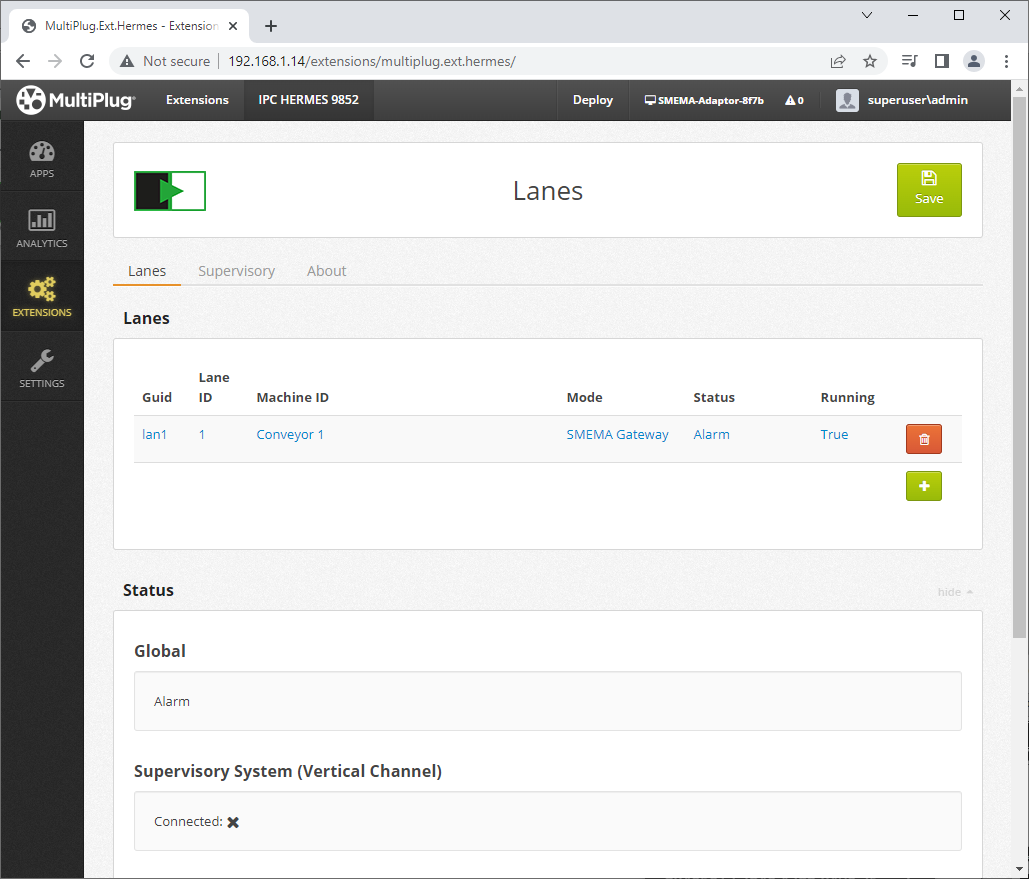 MultiPlug.Ext.Hermes - Extension
Not secure 192.168.1.14/extensions/multiplug.ext.hermes/
MultiPlug Extensions IPC HERMES 9852 Deploy SMEMA-Adaptor-8f7b 0 superuser\admin
APPS
ANALYTICS
EXTENSIONS
SETTINGS
Lanes
Save
Lanes Supervisory About
Lanes
Guid Lane ID Machine ID Mode Status Running
lan1 1 Conveyor 1 SMEMA Gateway Alarm True
Status hide
Global
Alarm
Supervisory System (Vertical Channel)
Connected: